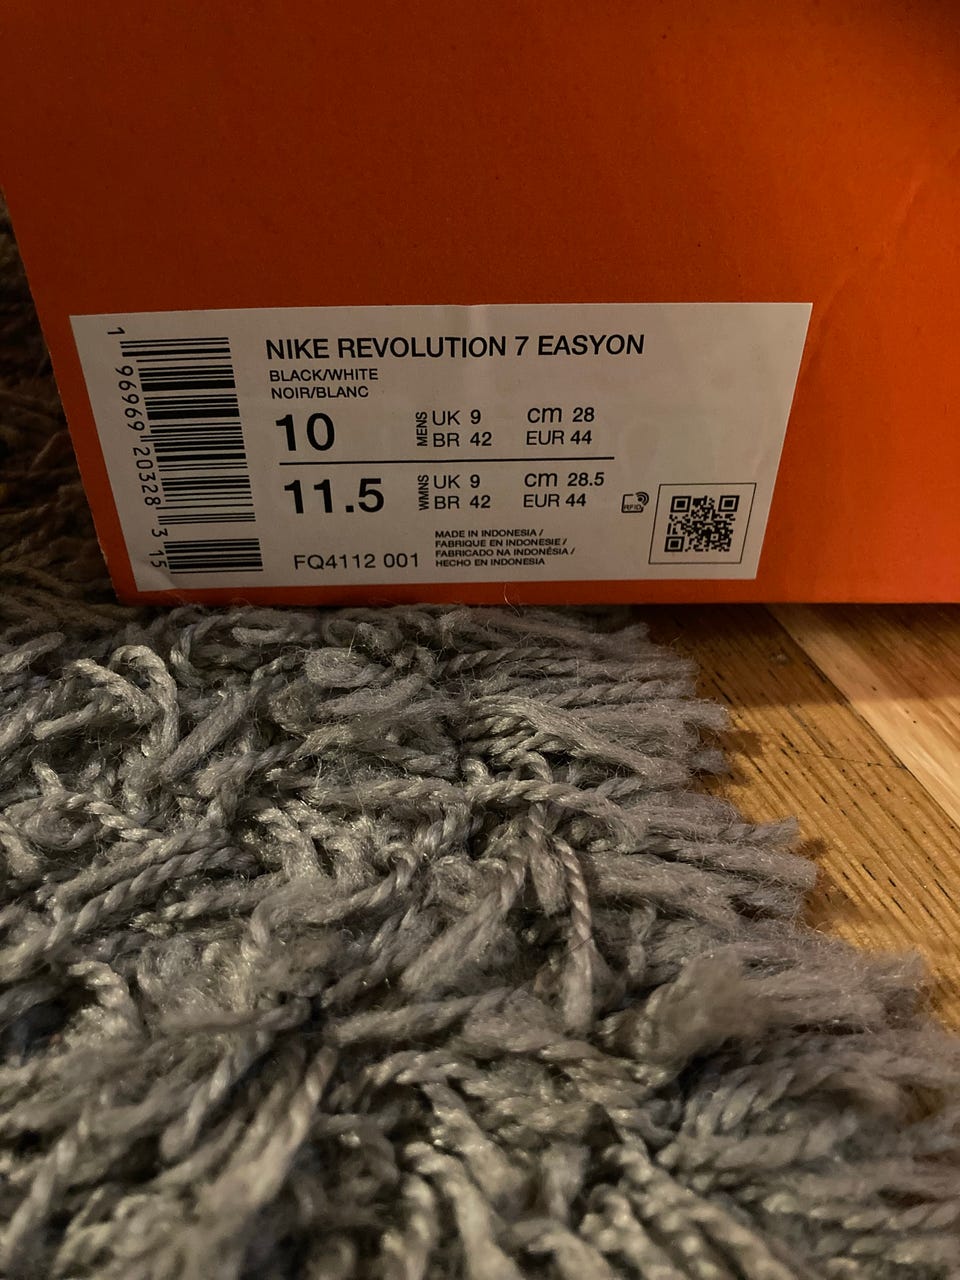 NIKE REVOLUTION 7 EASYON
BLACK/WHITE
NOIR/BLANC
10 MENS UK 9 cm 28
BR 42 EUR 44
11.5 WMNS UK 9 cm 28.5
BR 42 EUR 44
RFID
FQ4112 001
MADE IN INDONESIA /
FABRIQUE EN INDONESIE /
FABRICADO NA INDONÉSIA /
HECHO EN INDONESIA
1 96969 20328 3 15